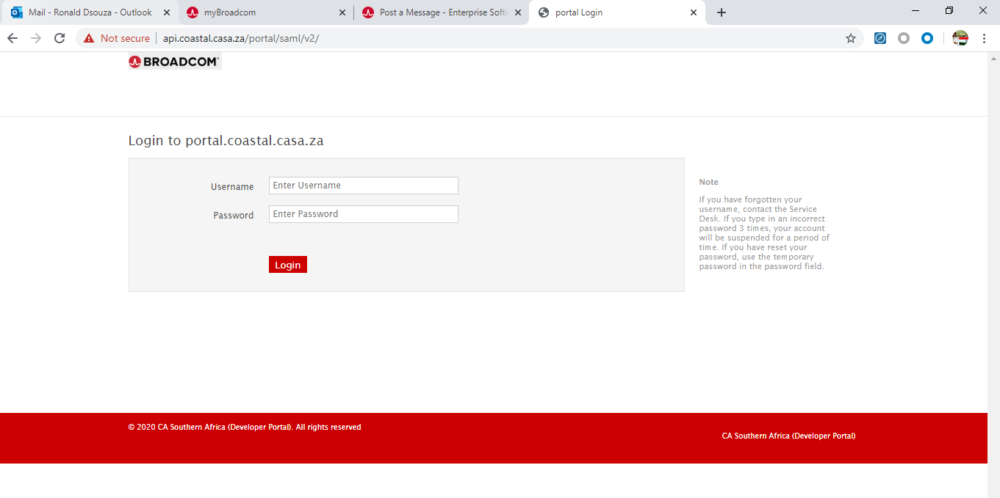 Mail - Ronald Dsouza - Outlook
myBroadcom
Post a Message - Enterprise Softw
portal Login
Not secure
api.coastal.casa.za/portal/saml/v2/
BROADCOM
Login to portal.coastal.casa.za
Username
Enter Username
Password
Enter Password
Login
Note
If you have forgotten your
username, contact the Service
Desk. If you type in an incorrect
password 3 times, your account
will be suspended for a period of
time. If you have reset your
password, use the temporary
password in the password field.
© 2020 CA Southern Africa (Developer Portal). All rights reserved
CA Southern Africa (Developer Portal)